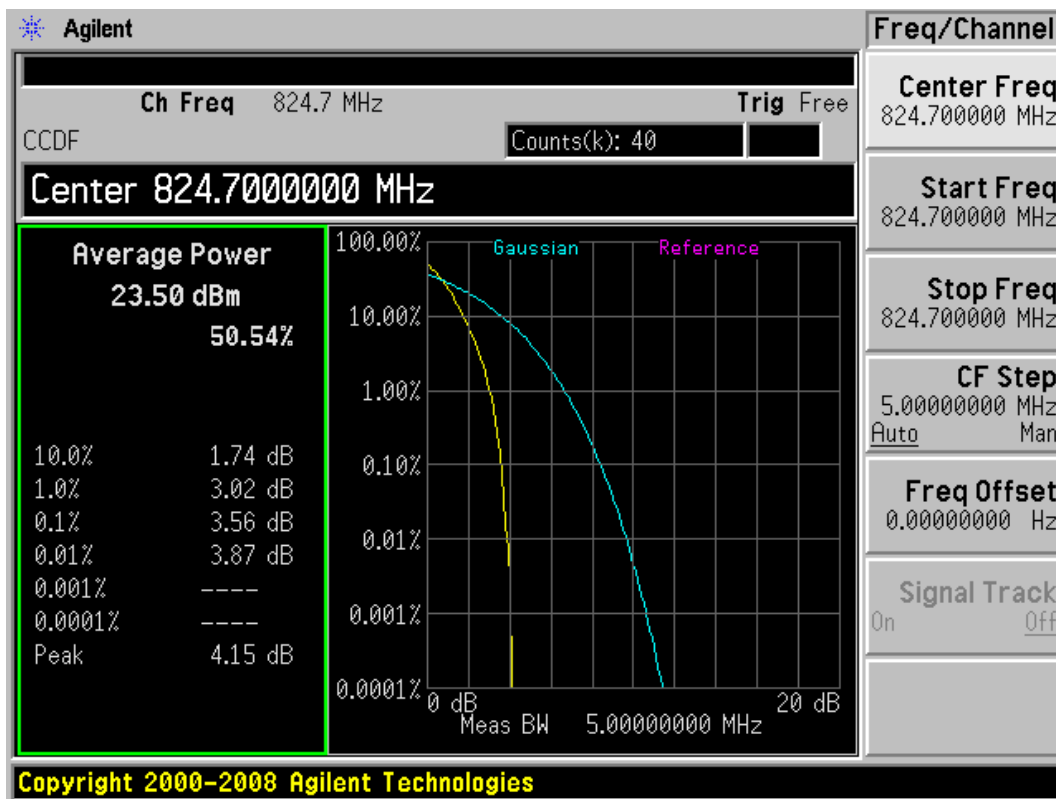 Agilent
Freq/Channel
Ch Freq 824.7 MHz Trig Free
CCDF Counts(k): 40
Center 824.7000000 MHz
Average Power
23.50 dBm
50.54%
10.0% 1.74 dB
1.0% 3.02 dB
0.1% 3.56 dB
0.01% 3.87 dB
0.001% ----
0.0001% ----
Peak 4.15 dB
Gaussian Reference
100.00%
10.00%
1.00%
0.10%
0.01%
0.001%
0.0001%
0 dB 20 dB
Meas BW 5.00000000 MHz
Center Freq
824.700000 MHz
Start Freq
824.700000 MHz
Stop Freq
824.700000 MHz
CF Step
5.00000000 MHz
Auto Man
Freq Offset
0.00000000 Hz
Signal Track
On Off
Copyright 2000-2008 Agilent Technologies